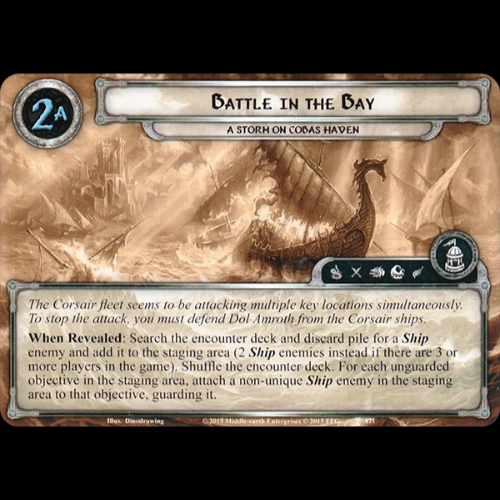 2A
BATTLE IN THE BAY
A STORM ON COBAS HAVEN
The Corsair fleet seems to be attacking multiple key locations simultaneously.
To stop the attack, you must defend Dol Amroth from the Corsair ships.
When Revealed: Search the encounter deck and discard pile for a Ship
enemy and add it to the staging area (2 Ship enemies instead if there are 3 or
more players in the game). Shuffle the encounter deck. For each unguarded
objective in the staging area, attach a non-unique Ship enemy in the staging
area to that objective, guarding it.
Illus. Dinodrawing © 2015 Middle-earth Enterprises © 2015 FFG